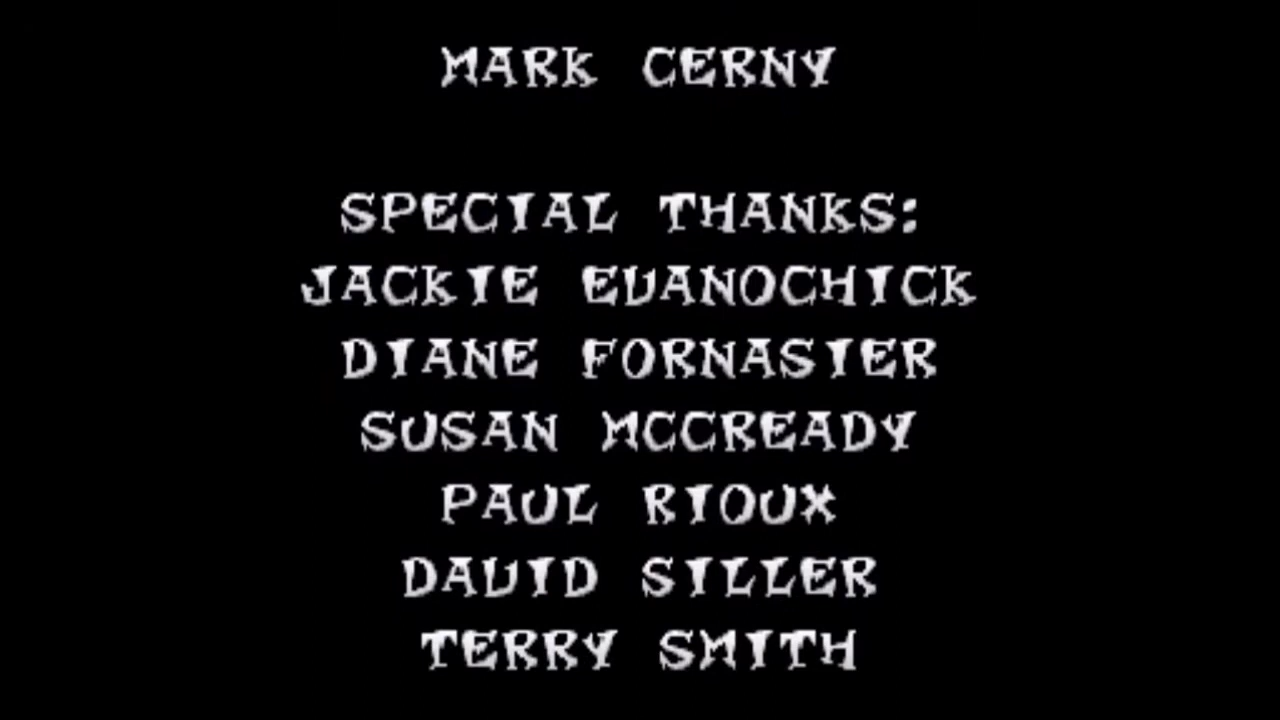 MARK CERNY
SPECIAL THANKS:
JACKIE EVANOCHICK
DIANE FORNASIER
SUSAN MCCREADY
PAUL RIOUX
DAVID SILLER
TERRY SMITH